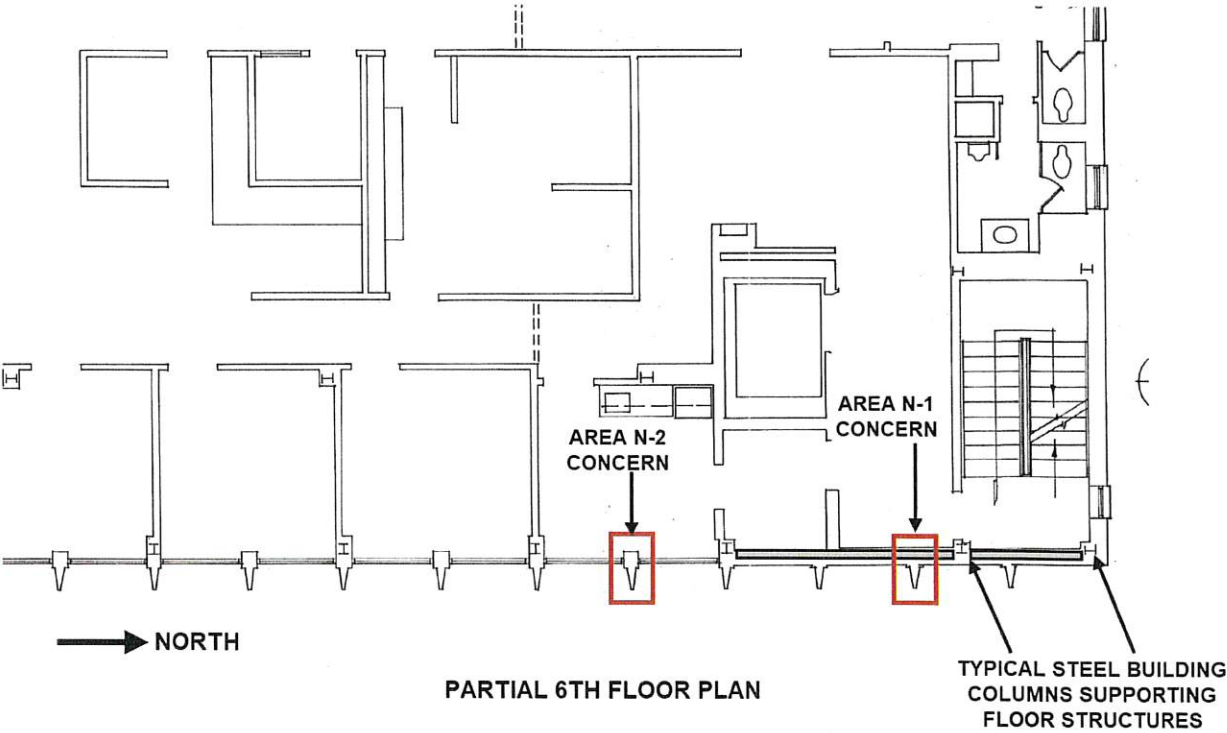 AREA N-1
CONCERN
AREA N-2
CONCERN
NORTH
PARTIAL 6TH FLOOR PLAN
TYPICAL STEEL BUILDING
COLUMNS SUPPORTING
FLOOR STRUCTURES